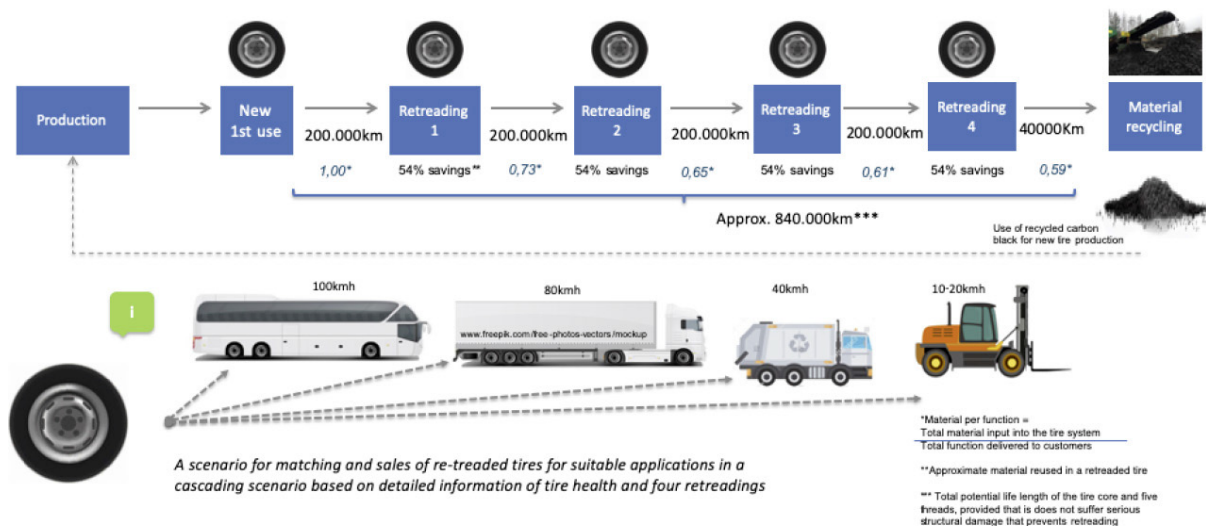 Production
New
1st use
200.000km
1,00*
Retreading
1
54% savings**
200.000km
0,73*
Retreading
2
54% savings
200.000km
0,65*
Retreading
3
54% savings
200.000km
0,61*
Retreading
4
54% savings
40000Km
0,59*
Material
recycling
Approx. 840.000km***
Use of recycled carbon
black for new tire production
i
100kmh
80kmh
40kmh
10-20kmh
www.freepik.com/free-photos-vectors/mockup
A scenario for matching and sales of re-treaded tires for suitable applications in a
cascading scenario based on detailed information of tire health and four retreadings
*Material per function =
Total material input into the tire system
Total function delivered to customers
**Approximate material reused in a retreaded tire
*** Total potential life length of the tire core and five
threads, provided that is does not suffer serious
structural damage that prevents retreading